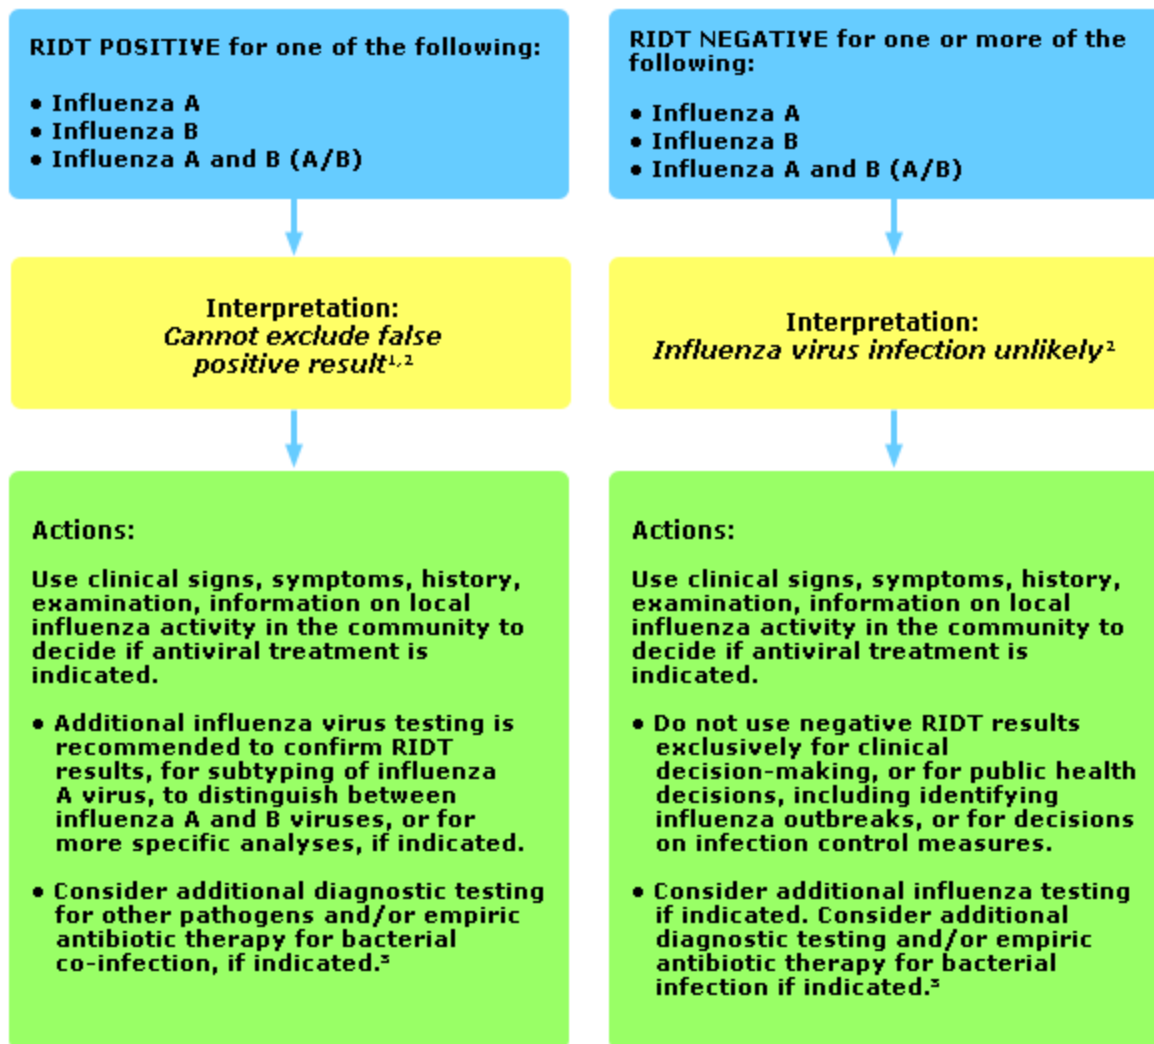 RIDT POSITIVE for one of the following:
• Influenza A
• Influenza B
• Influenza A and B (A/B)
Interpretation:
Cannot exclude false
positive result¹,²
Actions:
Use clinical signs, symptoms, history,
examination, information on local
influenza activity in the community to
decide if antiviral treatment is
indicated.
• Additional influenza virus testing is
recommended to confirm RIDT
results, for subtyping of influenza
A virus, to distinguish between
influenza A and B viruses, or for
more specific analyses, if indicated.
• Consider additional diagnostic testing
for other pathogens and/or empiric
antibiotic therapy for bacterial
co-infection, if indicated.³
RIDT NEGATIVE for one or more of the
following:
• Influenza A
• Influenza B
• Influenza A and B (A/B)
Interpretation:
Influenza virus infection unlikely²
Actions:
Use clinical signs, symptoms, history,
examination, information on local
influenza activity in the community to
decide if antiviral treatment is
indicated.
• Do not use negative RIDT results
exclusively for clinical
decision-making, or for public health
decisions, including identifying
influenza outbreaks, or for decisions
on infection control measures.
• Consider additional influenza testing
if indicated. Consider additional
diagnostic testing and/or empiric
antibiotic therapy for bacterial
infection if indicated.³